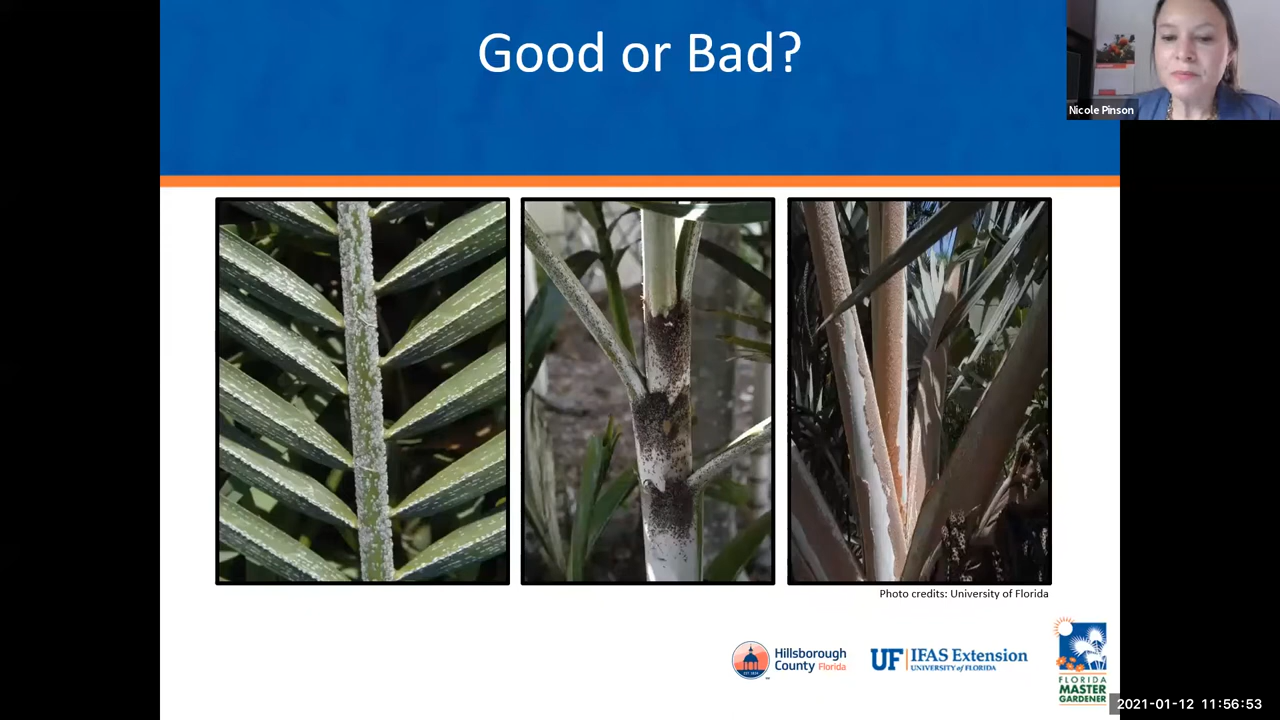 Good or Bad?
Nicole Pinson
Photo credits: University of Florida
Hillsborough
County Florida
UF IFAS Extension
UNIVERSITY of FLORIDA
FLORIDA
MASTER
GARDENER
2021-01-12 11:56:53